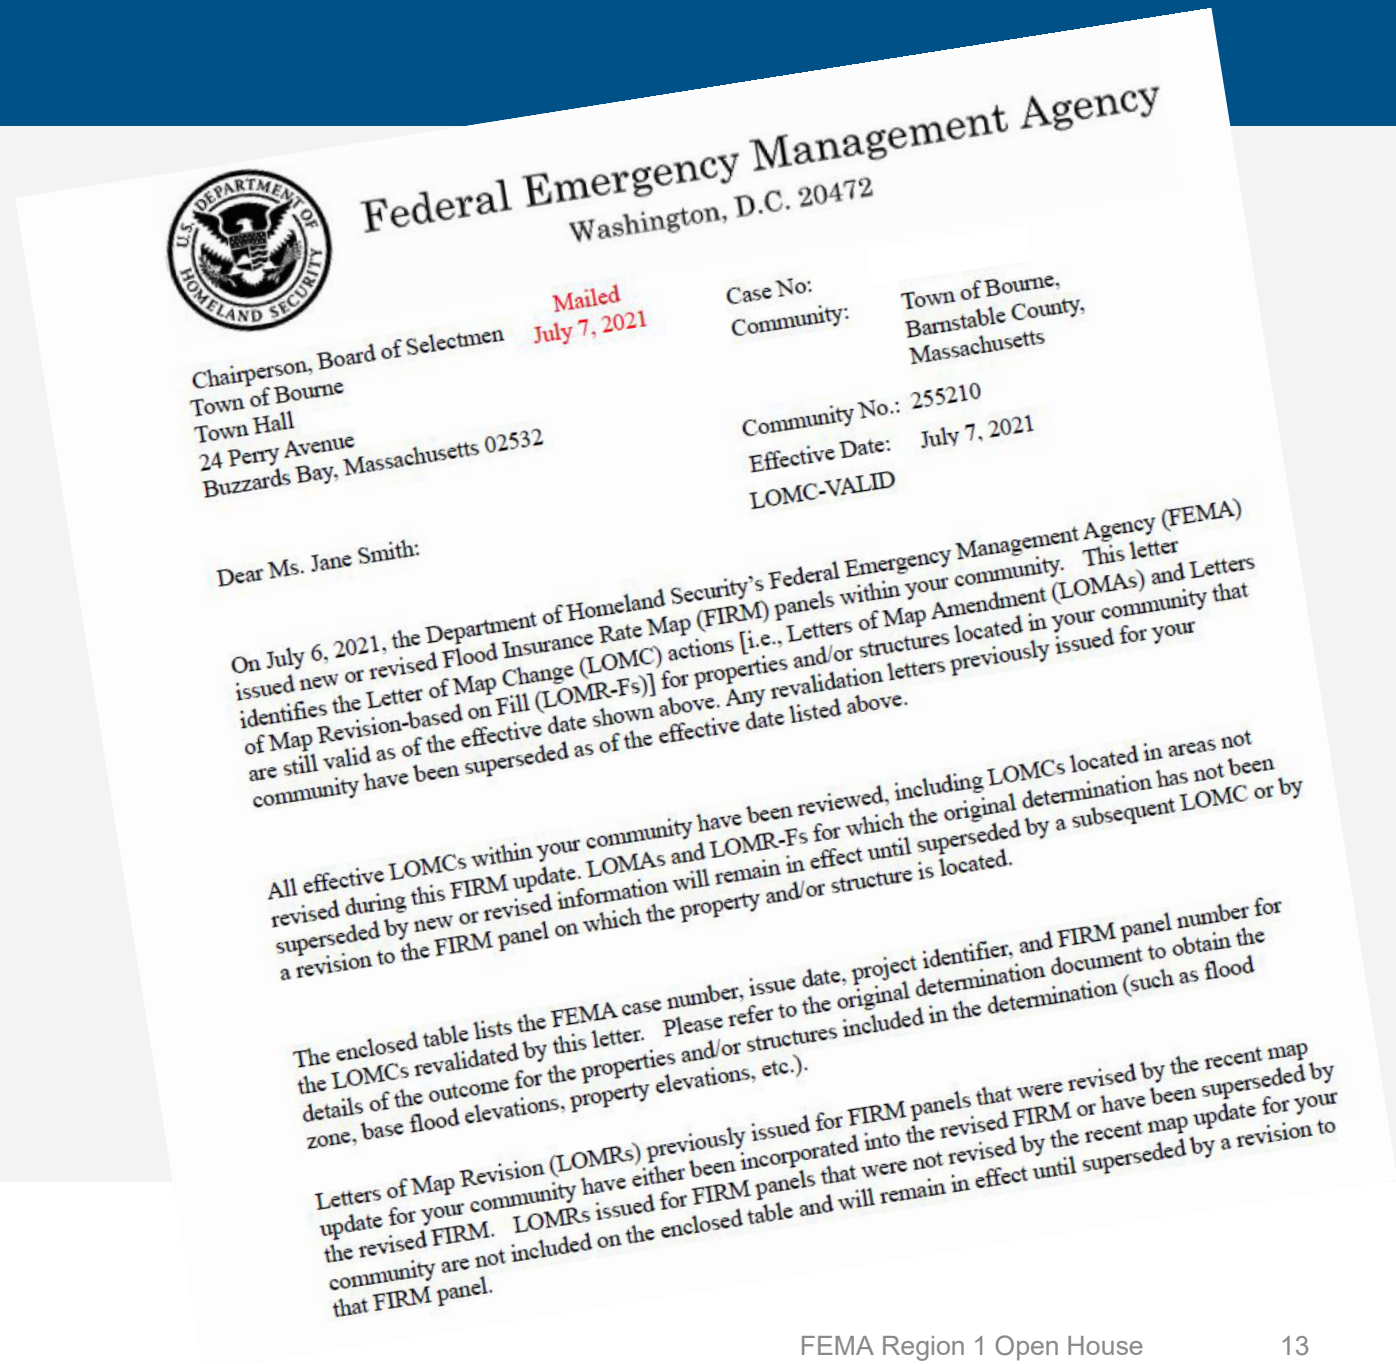 Federal Emergency Management Agency
Washington, D.C. 20472
U.S. DEPARTMENT OF
HOMELAND SECURITY
Mailed
July 7, 2021
Chairperson, Board of Selectmen
Town of Bourne
Town Hall
24 Perry Avenue
Buzzards Bay, Massachusetts 02532
Case No:
Community: Town of Bourne,
Barnstable County,
Massachusetts
Community No.: 255210
Effective Date: July 7, 2021
LOMC-VALID
Dear Ms. Jane Smith:
On July 6, 2021, the Department of Homeland Security’s Federal Emergency Management Agency (FEMA)
issued new or revised Flood Insurance Rate Map (FIRM) panels within your community. This letter
identifies the Letter of Map Change (LOMC) actions [i.e., Letters of Map Amendment (LOMAs) and Letters
of Map Revision-based on Fill (LOMR-Fs)] for properties and/or structures located in your community that
are still valid as of the effective date shown above. Any revalidation letters previously issued for your
community have been superseded as of the effective date listed above.
All effective LOMCs within your community have been reviewed, including LOMCs located in areas not
revised during this FIRM update. LOMAs and LOMR-Fs for which the original determination has not been
superseded by new or revised information will remain in effect until superseded by a subsequent LOMC or by
a revision to the FIRM panel on which the property and/or structure is located.
The enclosed table lists the FEMA case number, issue date, project identifier, and FIRM panel number for
the LOMCs revalidated by this letter. Please refer to the original determination document to obtain the
details of the outcome for the properties and/or structures included in the determination (such as flood
zone, base flood elevations, property elevations, etc.).
Letters of Map Revision (LOMRs) previously issued for FIRM panels that were revised by the recent map
update for your community have either been incorporated into the revised FIRM or have been superseded by
the revised FIRM. LOMRs issued for FIRM panels that were not revised by the recent map update for your
community are not included on the enclosed table and will remain in effect until superseded by a revision to
that FIRM panel.
FEMA Region 1 Open House 13